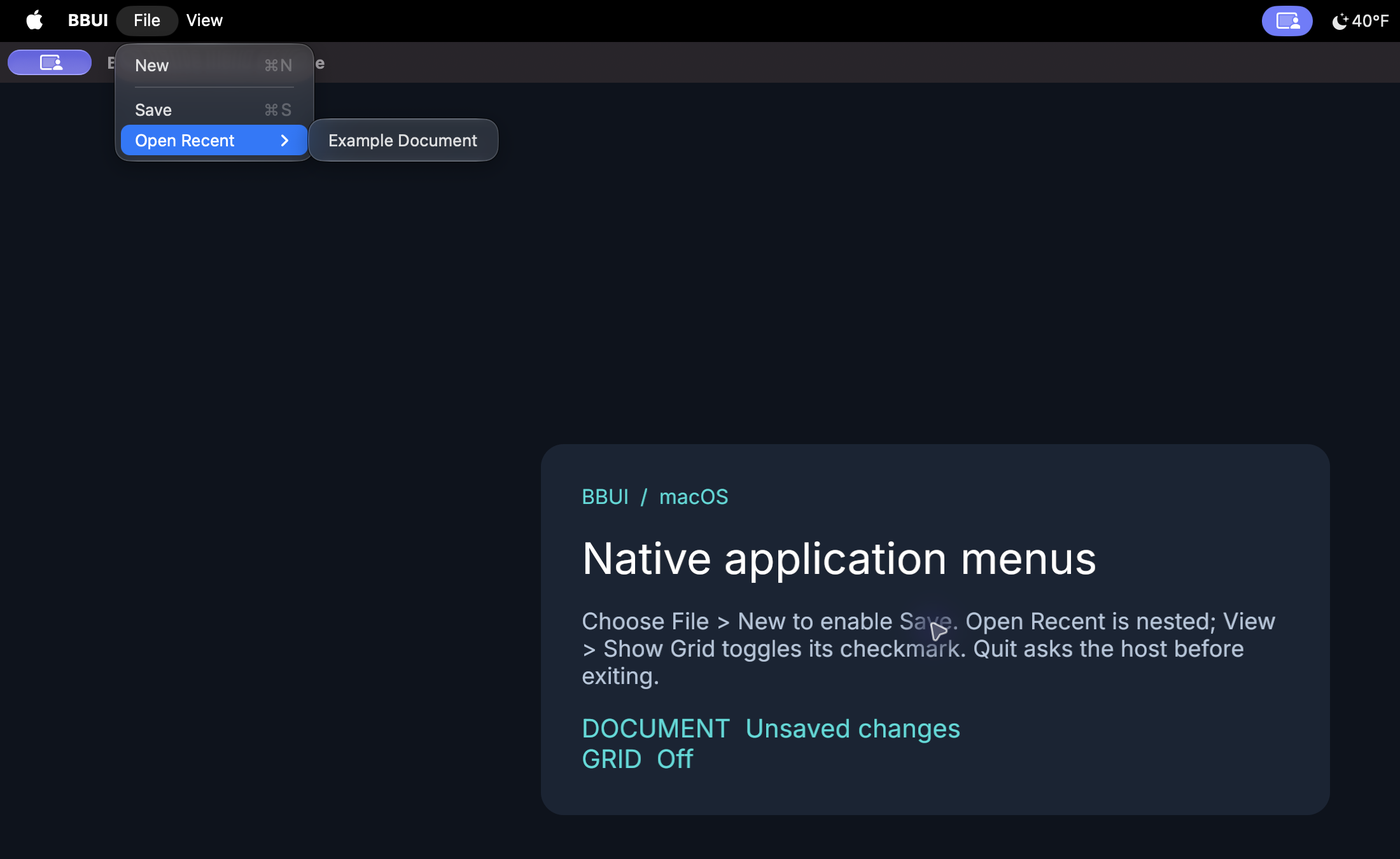 BBUI File View 40°F
New ⌘N
Save ⌘S
Open Recent
Example Document
BBUI / macOS
Native application menus
Choose File > New to enable Save. Open Recent is nested; View
> Show Grid toggles its checkmark. Quit asks the host before
exiting.
DOCUMENT Unsaved changes
GRID Off